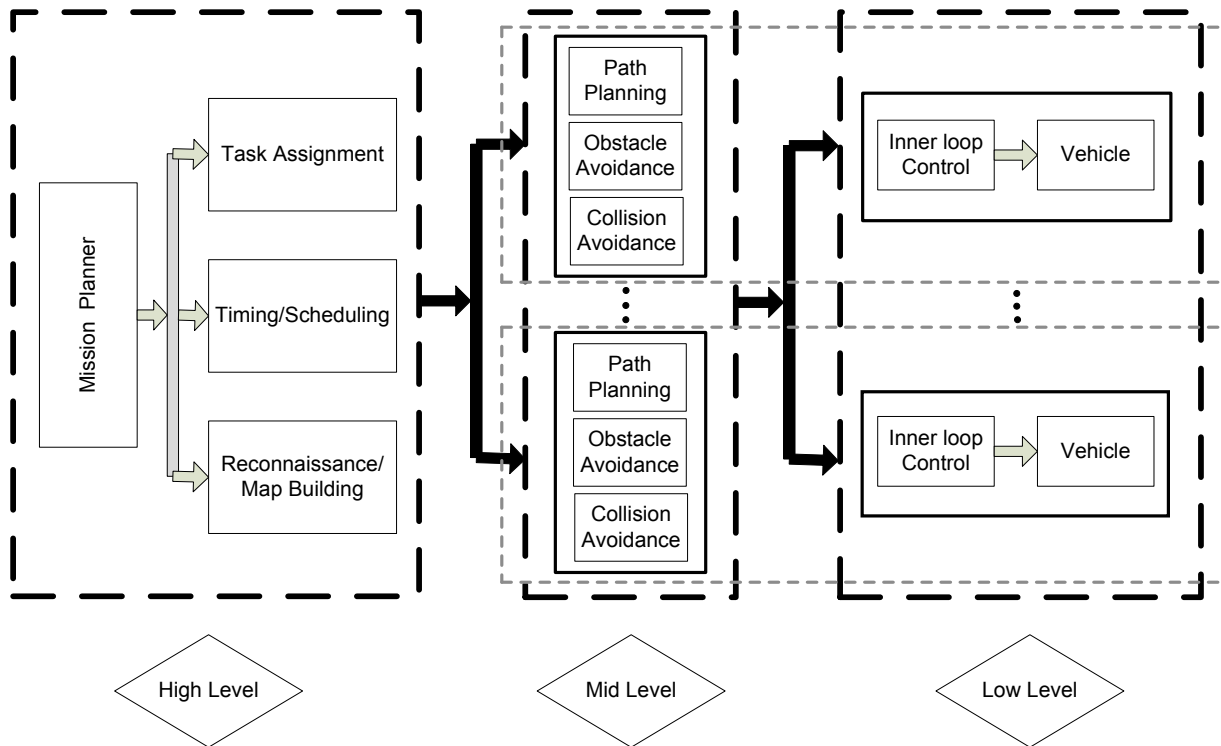 Mission Planner
Task Assignment
Timing/Scheduling
Reconnaissance/
Map Building
Path
Planning
Obstacle
Avoidance
Collision
Avoidance
Path
Planning
Obstacle
Avoidance
Collision
Avoidance
Inner loop
Control
Vehicle
Inner loop
Control
Vehicle
High Level
Mid Level
Low Level